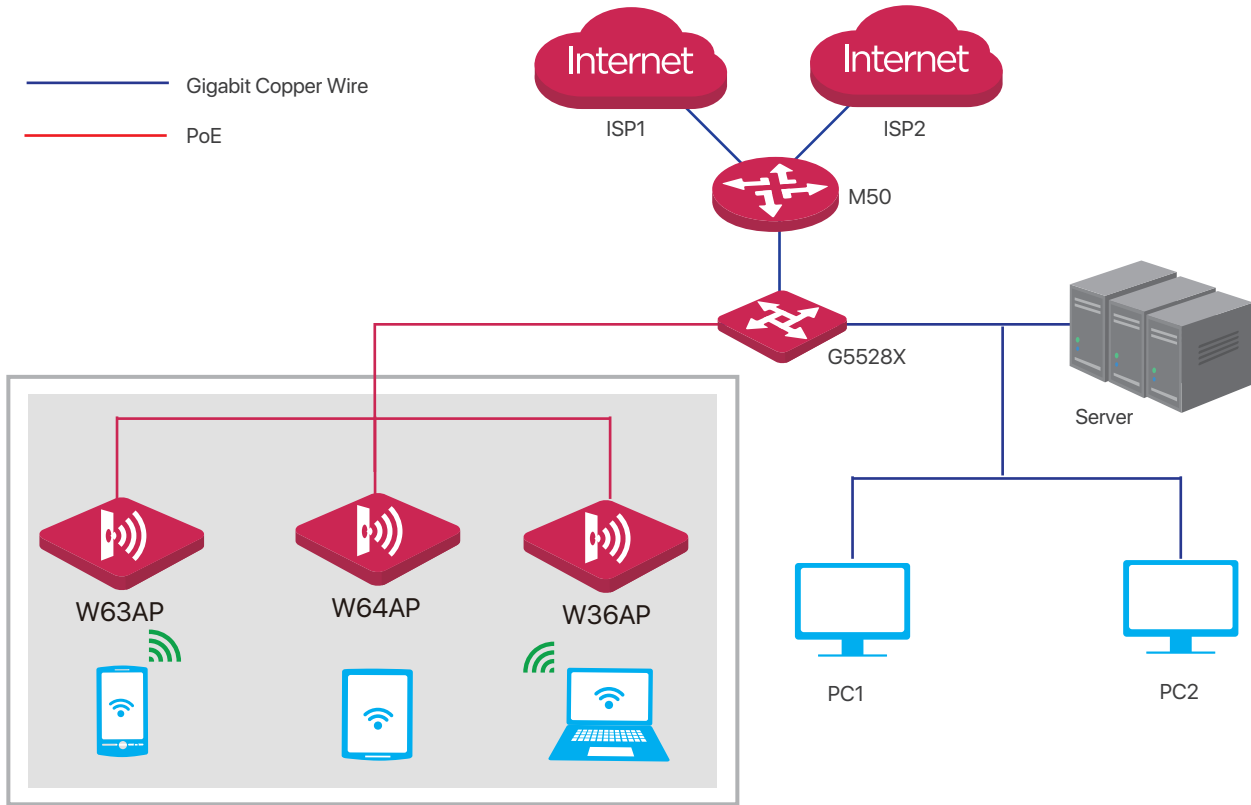 Internet
Internet
Gigabit Copper Wire
PoE
ISP1
ISP2
M50
G5528X
Server
W63AP
W64AP
W36AP
PC1
PC2